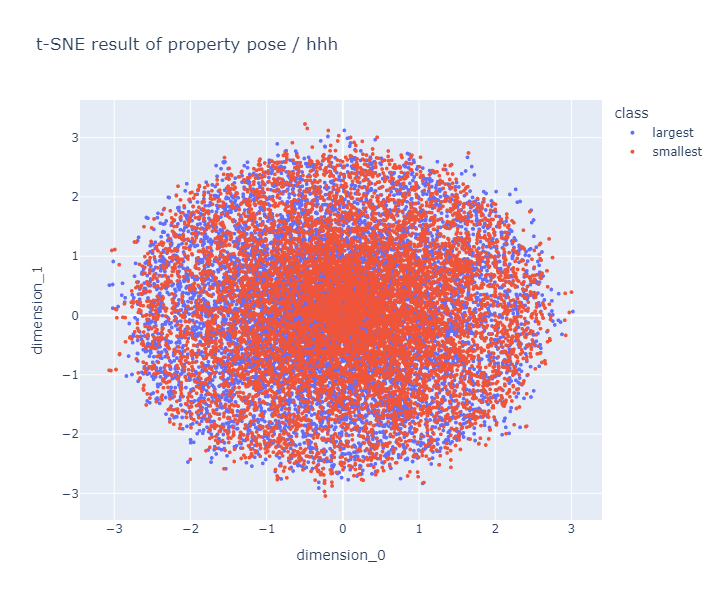 t-SNE result of property pose / hhh
class
largest
smallest
3
2
1
0
−1
−2
−3
dimension_1
−3
−2
−1
0
1
2
3
dimension_0